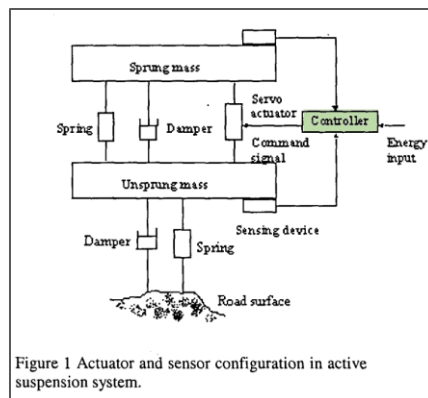 Sprung mass
Spring
Damper
Servo
actuator
Controller
Command
signal
Energy
input
Unsprung mass
Sensing device
Damper
Spring
Road surface
Figure 1 Actuator and sensor configuration in active
suspension system.